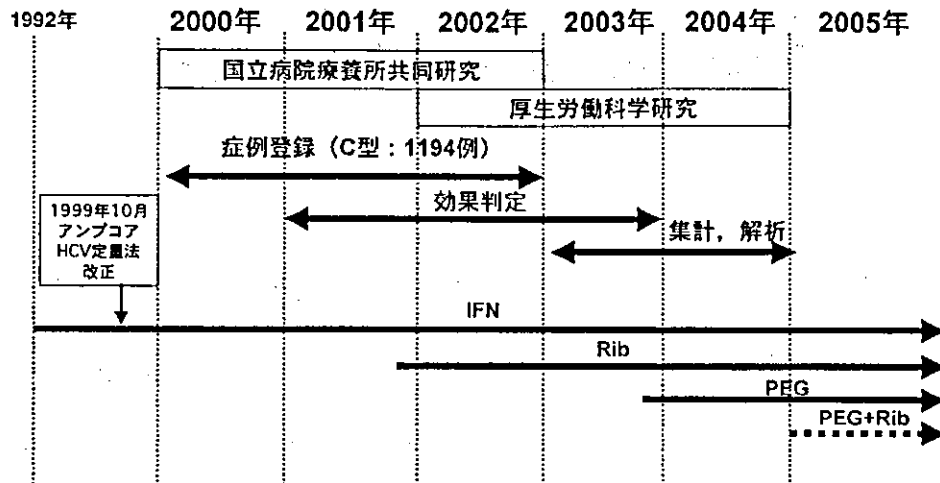 1992年 2000年 2001年 2002年 2003年 2004年 2005年
国立病院療養所共同研究
厚生労働科学研究
症例登録（C型：1194例）
効果判定
集計，解析
1999年10月
アンプコア
HCV定量法
改正
IFN
Rib
PEG
PEG+Rib